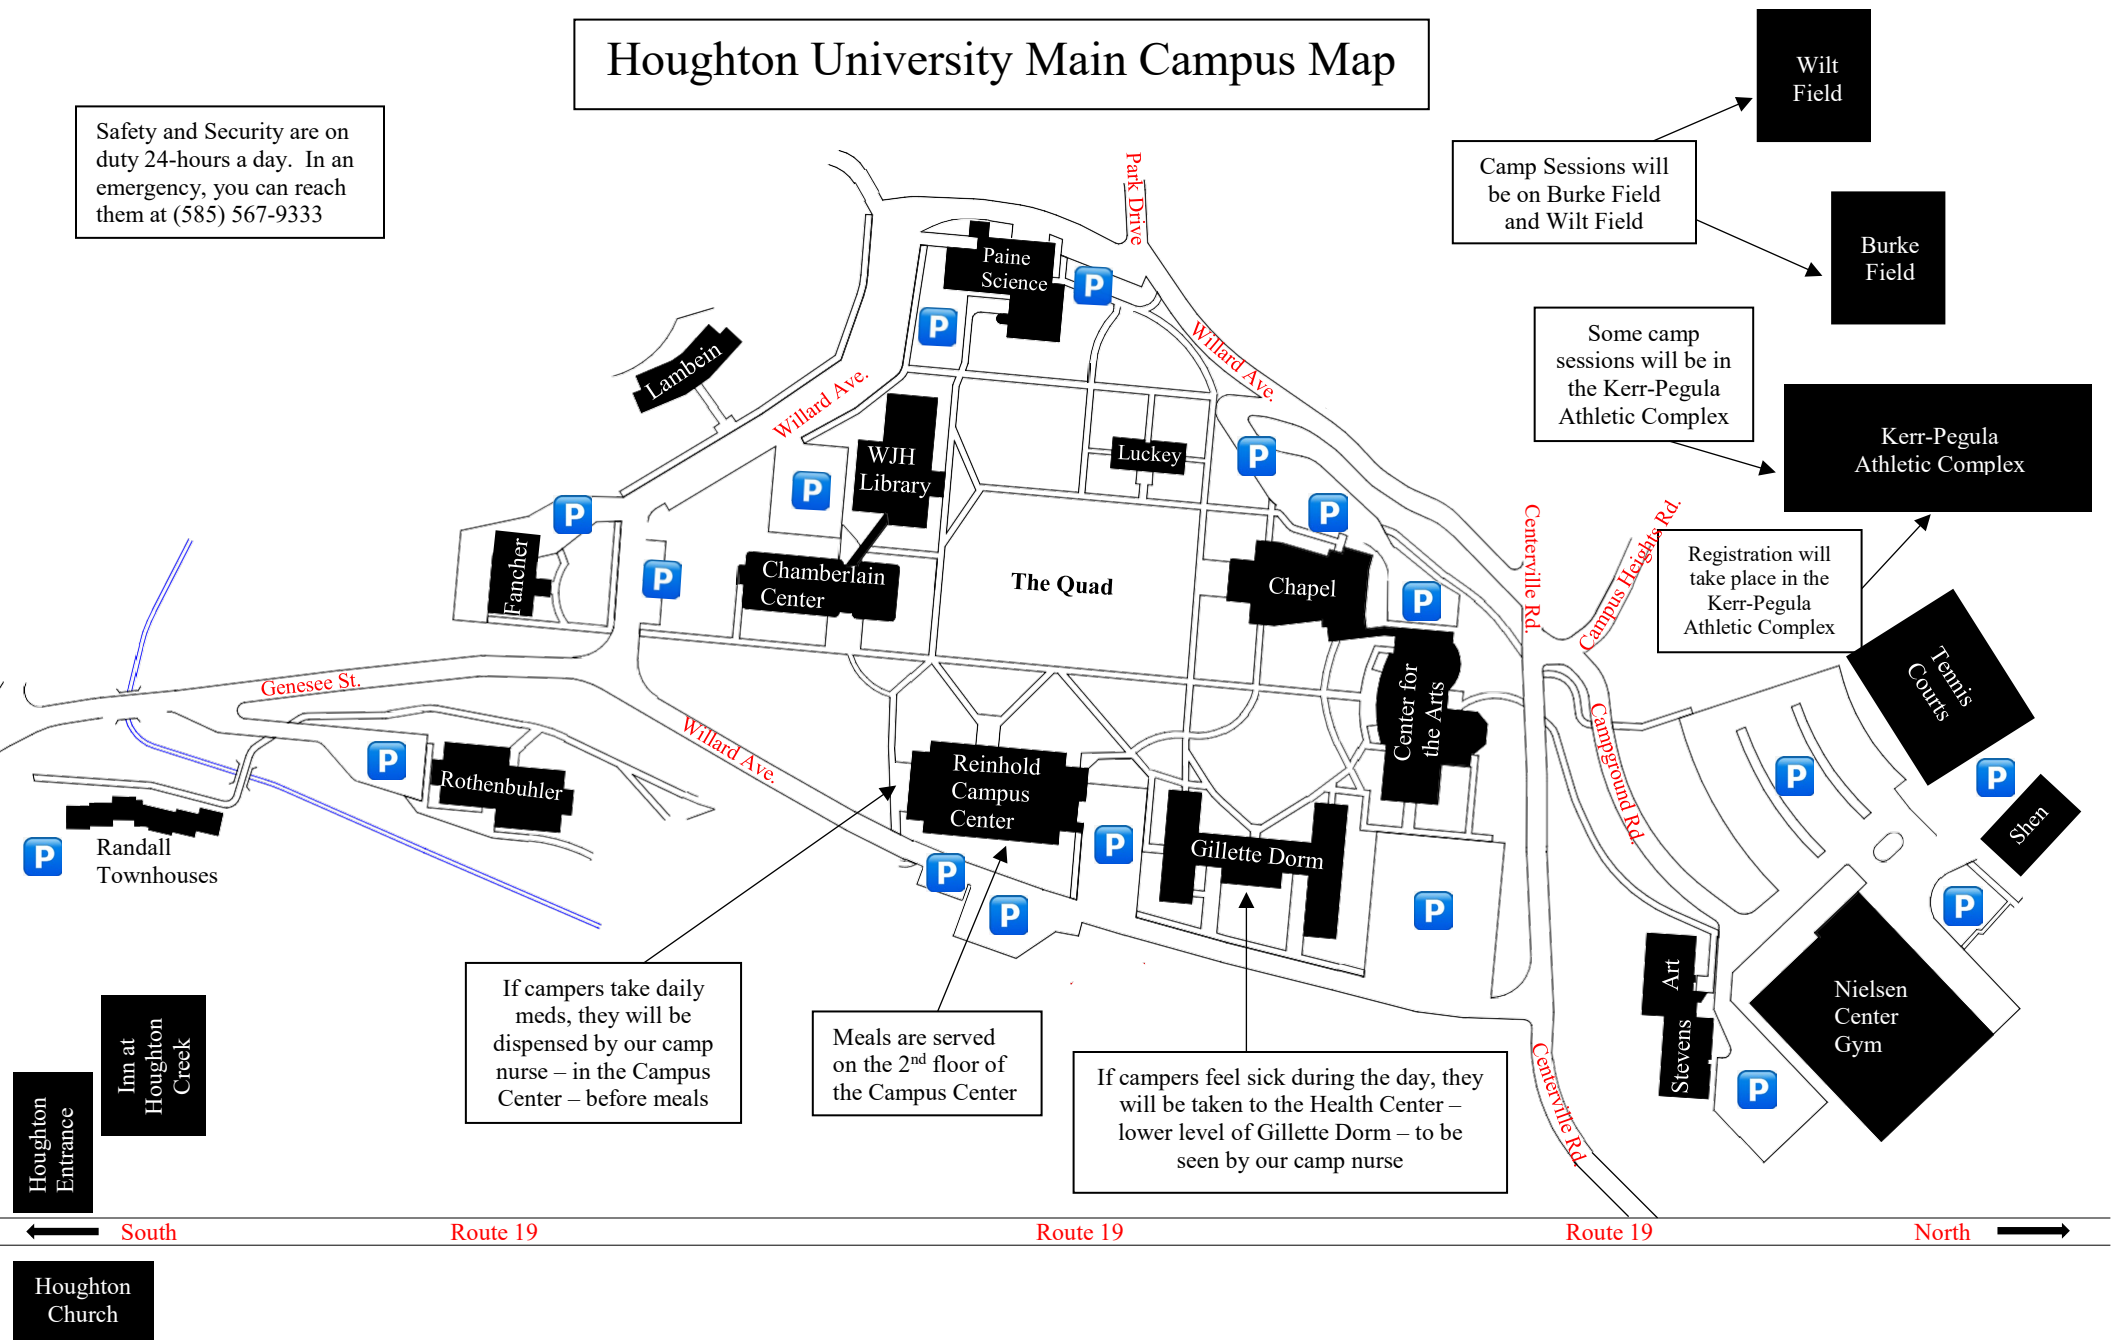 Houghton University Main Campus Map
Safety and Security are on
duty 24-hours a day.  In an
emergency, you can reach
them at (585) 567-9333
Wilt
Field
Camp Sessions will
be on Burke Field
and Wilt Field
Burke
Field
Some camp
sessions will be in
the Kerr-Pegula
Athletic Complex
Kerr-Pegula
Athletic Complex
Registration will
take place in the
Kerr-Pegula
Athletic Complex
Park Drive
Paine
Science
P
P
Willard Ave.
Lambein
Willard Ave.
WJH
Library
Luckey
P
P
P
P
Centerville Rd.
Campus Heights Rd.
Fancher
P
Chamberlain
Center
The Quad
Chapel
P
Tennis
Courts
Genesee St.
Willard Ave.
Center for
the Arts
Campground Rd.
P
P
P
Rothenbuhler
Reinhold
Campus
Center
Shen
Randall
Townhouses
P
P
P
P
Gillette Dorm
P
P
Art
Stevens
Nielsen
Center
Gym
P
If campers take daily
meds, they will be
dispensed by our camp
nurse – in the Campus
Center – before meals
Meals are served
on the 2nd floor of
the Campus Center
If campers feel sick during the day, they
will be taken to the Health Center –
lower level of Gillette Dorm – to be
seen by our camp nurse
Centerville Rd.
Inn at
Houghton
Creek
Houghton
Entrance
South
Route 19
Route 19
Route 19
North
Houghton
Church